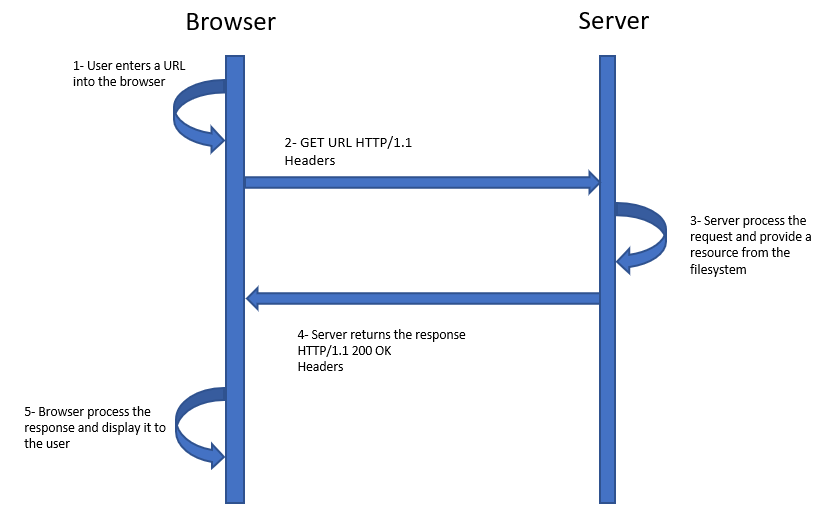 Browser
Server
1- User enters a URL
into the browser
2- GET URL HTTP/1.1
Headers
3- Server process the
request and provide a
resource from the
filesystem
4- Server returns the response
HTTP/1.1 200 OK
Headers
5- Browser process the
response and display it to
the user